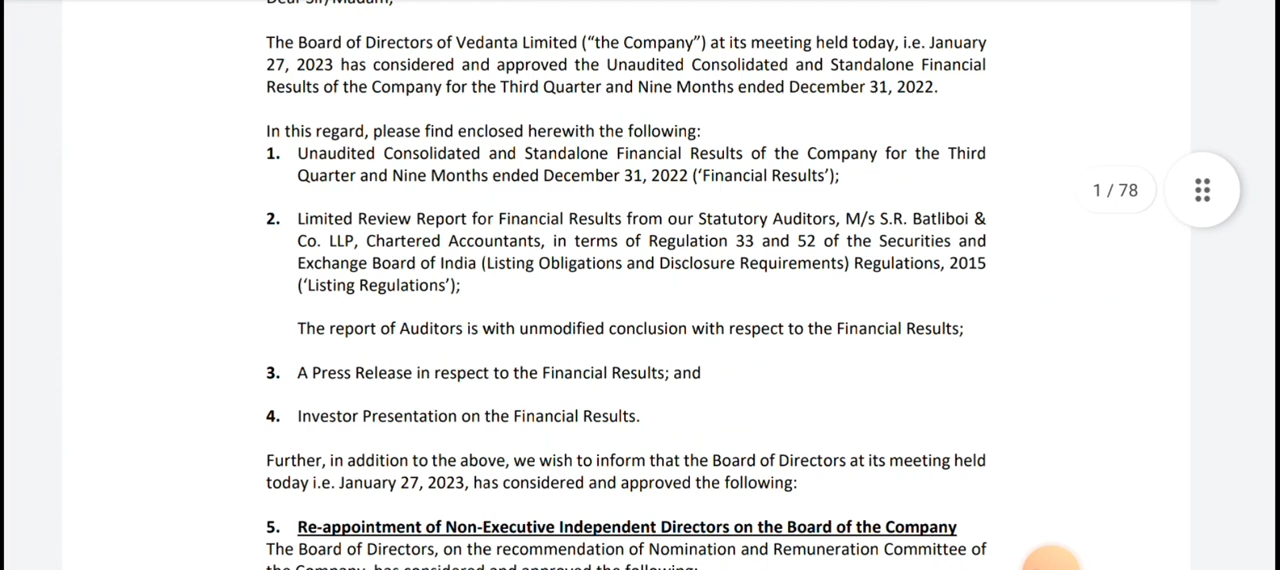 The Board of Directors of Vedanta Limited (“the Company”) at its meeting held today, i.e. January
27, 2023 has considered and approved the Unaudited Consolidated and Standalone Financial
Results of the Company for the Third Quarter and Nine Months ended December 31, 2022.
In this regard, please find enclosed herewith the following:
1. Unaudited Consolidated and Standalone Financial Results of the Company for the Third
Quarter and Nine Months ended December 31, 2022 (‘Financial Results’);
1 / 78
2. Limited Review Report for Financial Results from our Statutory Auditors, M/s S.R. Batliboi &
Co. LLP, Chartered Accountants, in terms of Regulation 33 and 52 of the Securities and
Exchange Board of India (Listing Obligations and Disclosure Requirements) Regulations, 2015
(‘Listing Regulations’);
The report of Auditors is with unmodified conclusion with respect to the Financial Results;
3. A Press Release in respect to the Financial Results; and
4. Investor Presentation on the Financial Results.
Further, in addition to the above, we wish to inform that the Board of Directors at its meeting held
today i.e. January 27, 2023, has considered and approved the following:
5. Re-appointment of Non-Executive Independent Directors on the Board of the Company
The Board of Directors, on the recommendation of Nomination and Remuneration Committee of